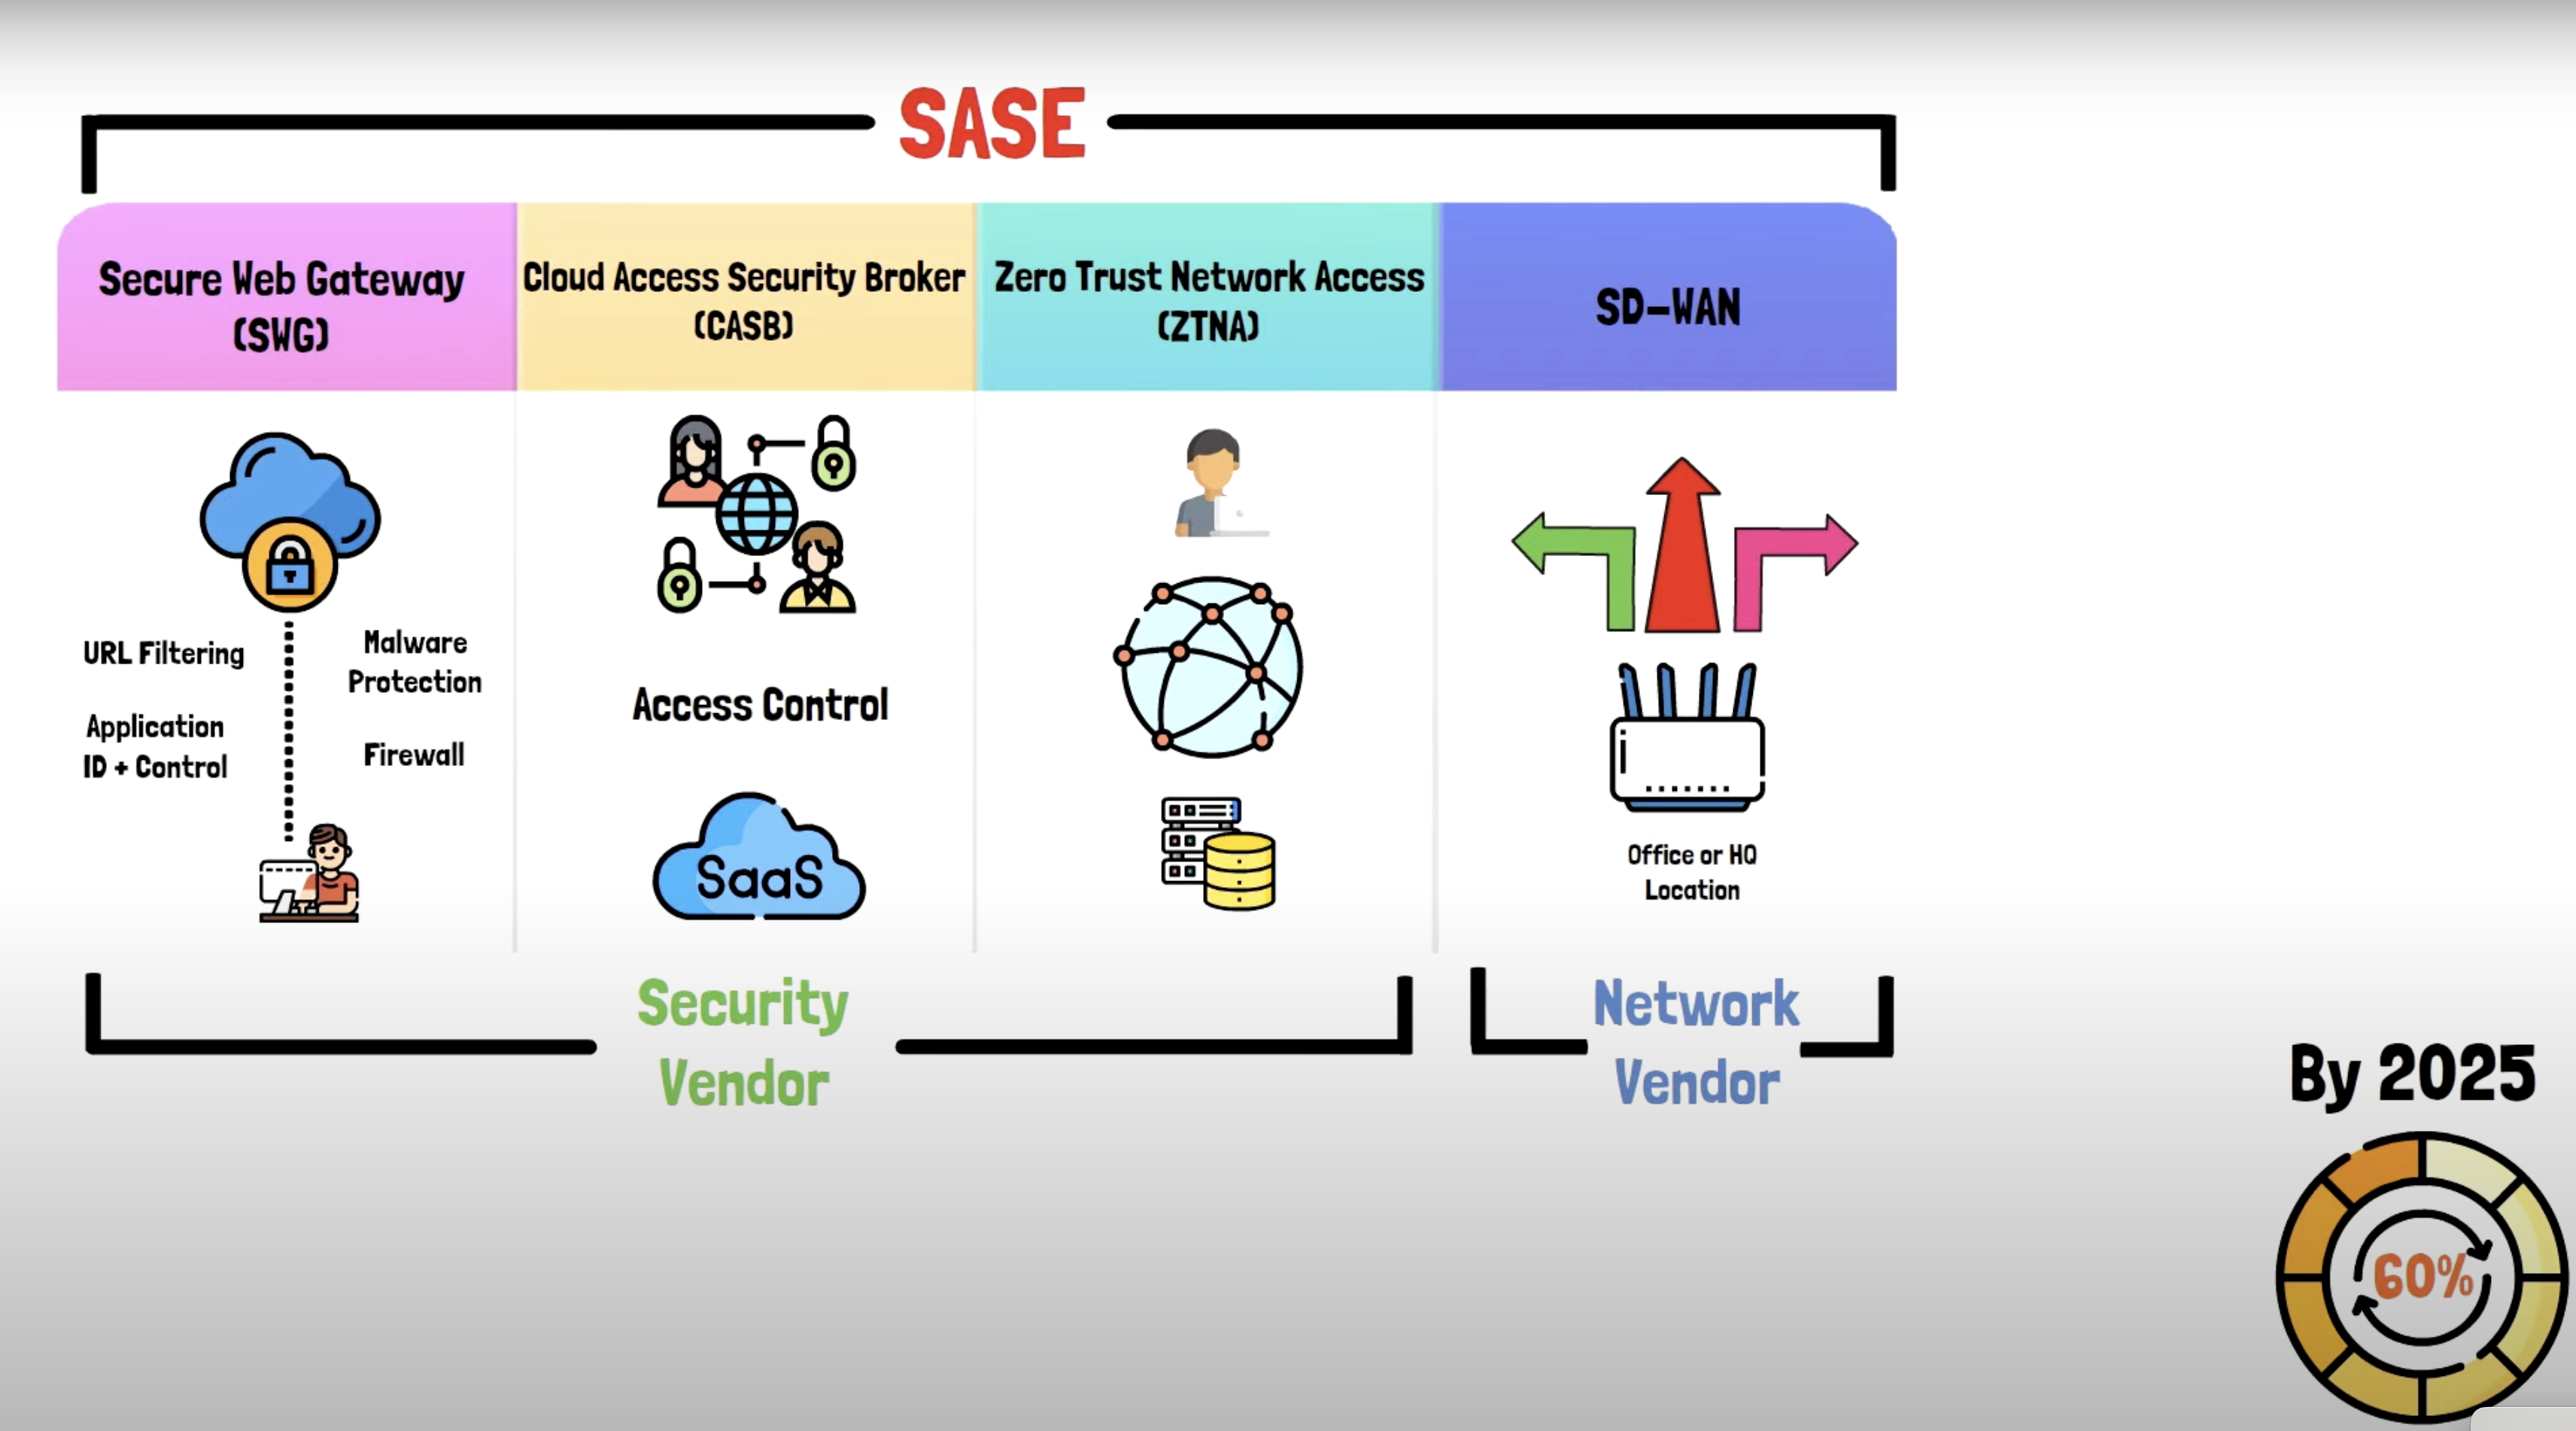 SASE
Secure Web Gateway
(SWG)
Cloud Access Security Broker
(CASB)
Zero Trust Network Access
(ZTNA)
SD-WAN
URL Filtering
Application
ID + Control
Malware
Protection
Firewall
Access Control
SaaS
Office or HQ
Location
Security
Vendor
Network
Vendor
By 2025
60%